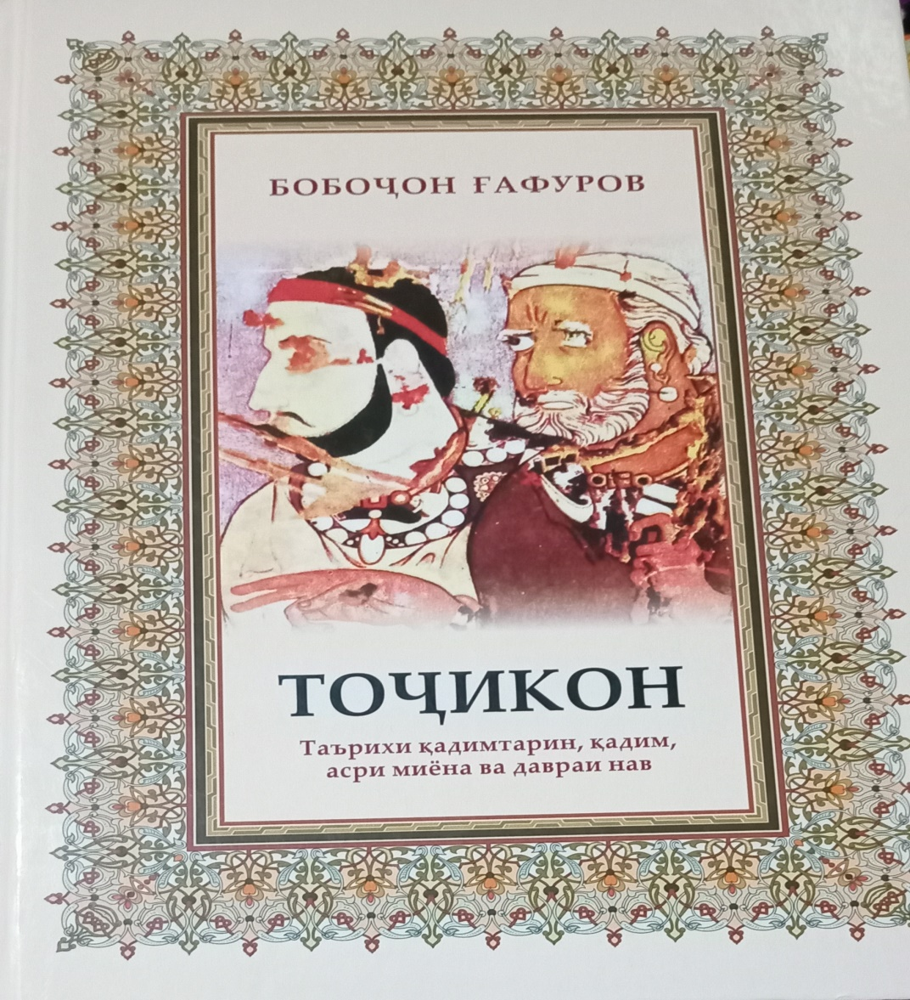 БОБОҶОН ҒАФУРОВ
ТОҶИКОН
Таърихи қадимтарин, қадим,
асри миёна ва давраи нав